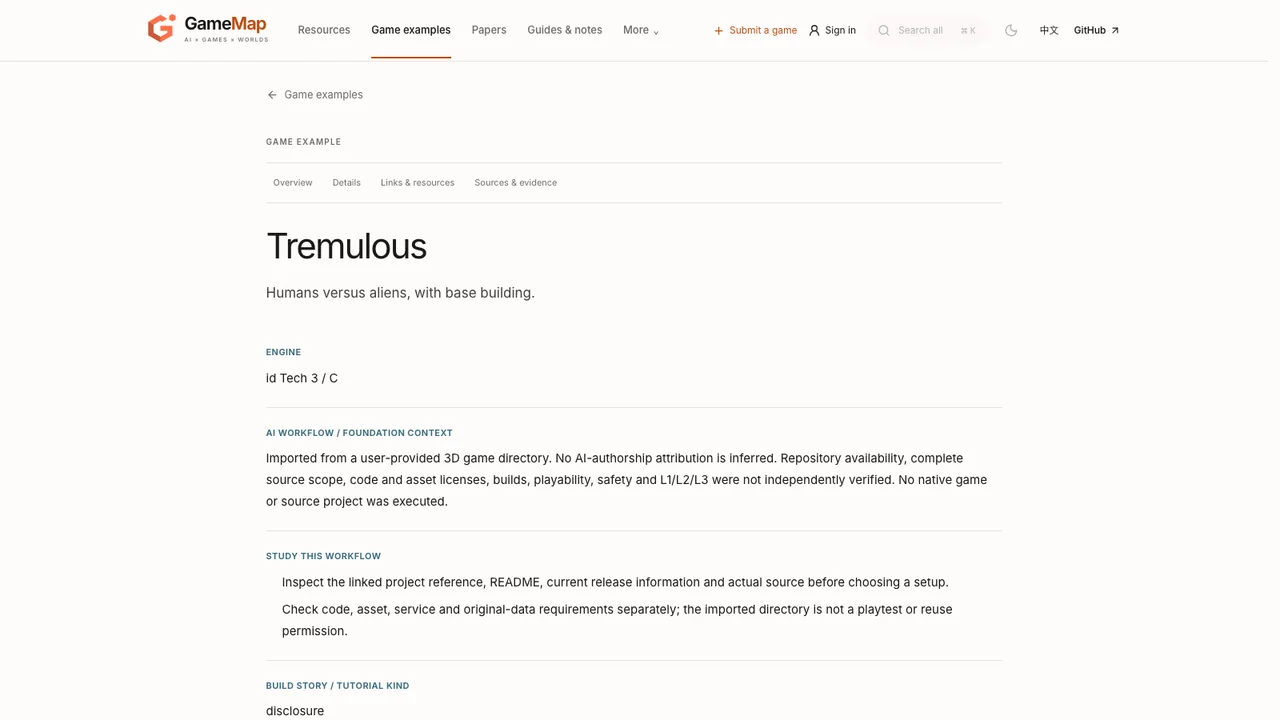 GameMap
AI × GAMES × WORLDS
Resources
Game examples
Papers
Guides & notes
More
+ Submit a game
Sign in
Search all
⌘ K
中文
GitHub ↗
← Game examples
GAME EXAMPLE
Overview
Details
Links & resources
Sources & evidence
Tremulous
Humans versus aliens, with base building.
ENGINE
id Tech 3 / C
AI WORKFLOW / FOUNDATION CONTEXT
Imported from a user-provided 3D game directory. No AI-authorship attribution is inferred. Repository availability, complete
source scope, code and asset licenses, builds, playability, safety and L1/L2/L3 were not independently verified. No native game
or source project was executed.
STUDY THIS WORKFLOW
Inspect the linked project reference, README, current release information and actual source before choosing a setup.
Check code, asset, service and original-data requirements separately; the imported directory is not a playtest or reuse
permission.
BUILD STORY / TUTORIAL KIND
disclosure